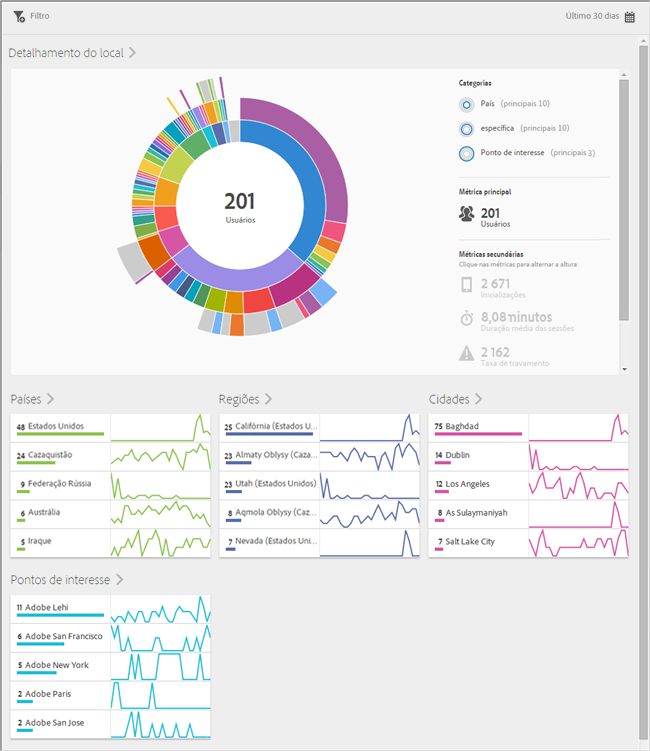 Filtro
Último 30 dias
Detalhamento do local
201
Usuários
Categorias
País (principais 10)
específica (principais 10)
Ponto de interesse (principais 3)
Métrica principal
201
Usuários
Métricas secundárias
Clique nas métricas para alternar a altura
2 671
Inicializações
8,08 minutos
Duração média das sessões
2 162
Taxa de travamento
Países
48 Estados Unidos
24 Cazaquistão
9 Federação Rússia
6 Austrália
5 Iraque
Regiões
25 Califórnia (Estados U...
23 Almaty Oblysy (Caza...
23 Utah (Estados Unidos)
8 Aqmola Oblysy (Caz...
7 Nevada (Estados Uni...
Cidades
75 Baghdad
14 Dublin
12 Los Angeles
8 As Sulaymaniyah
7 Salt Lake City
Pontos de interesse
11 Adobe Lehi
6 Adobe San Francisco
5 Adobe New York
2 Adobe Paris
2 Adobe San Jose